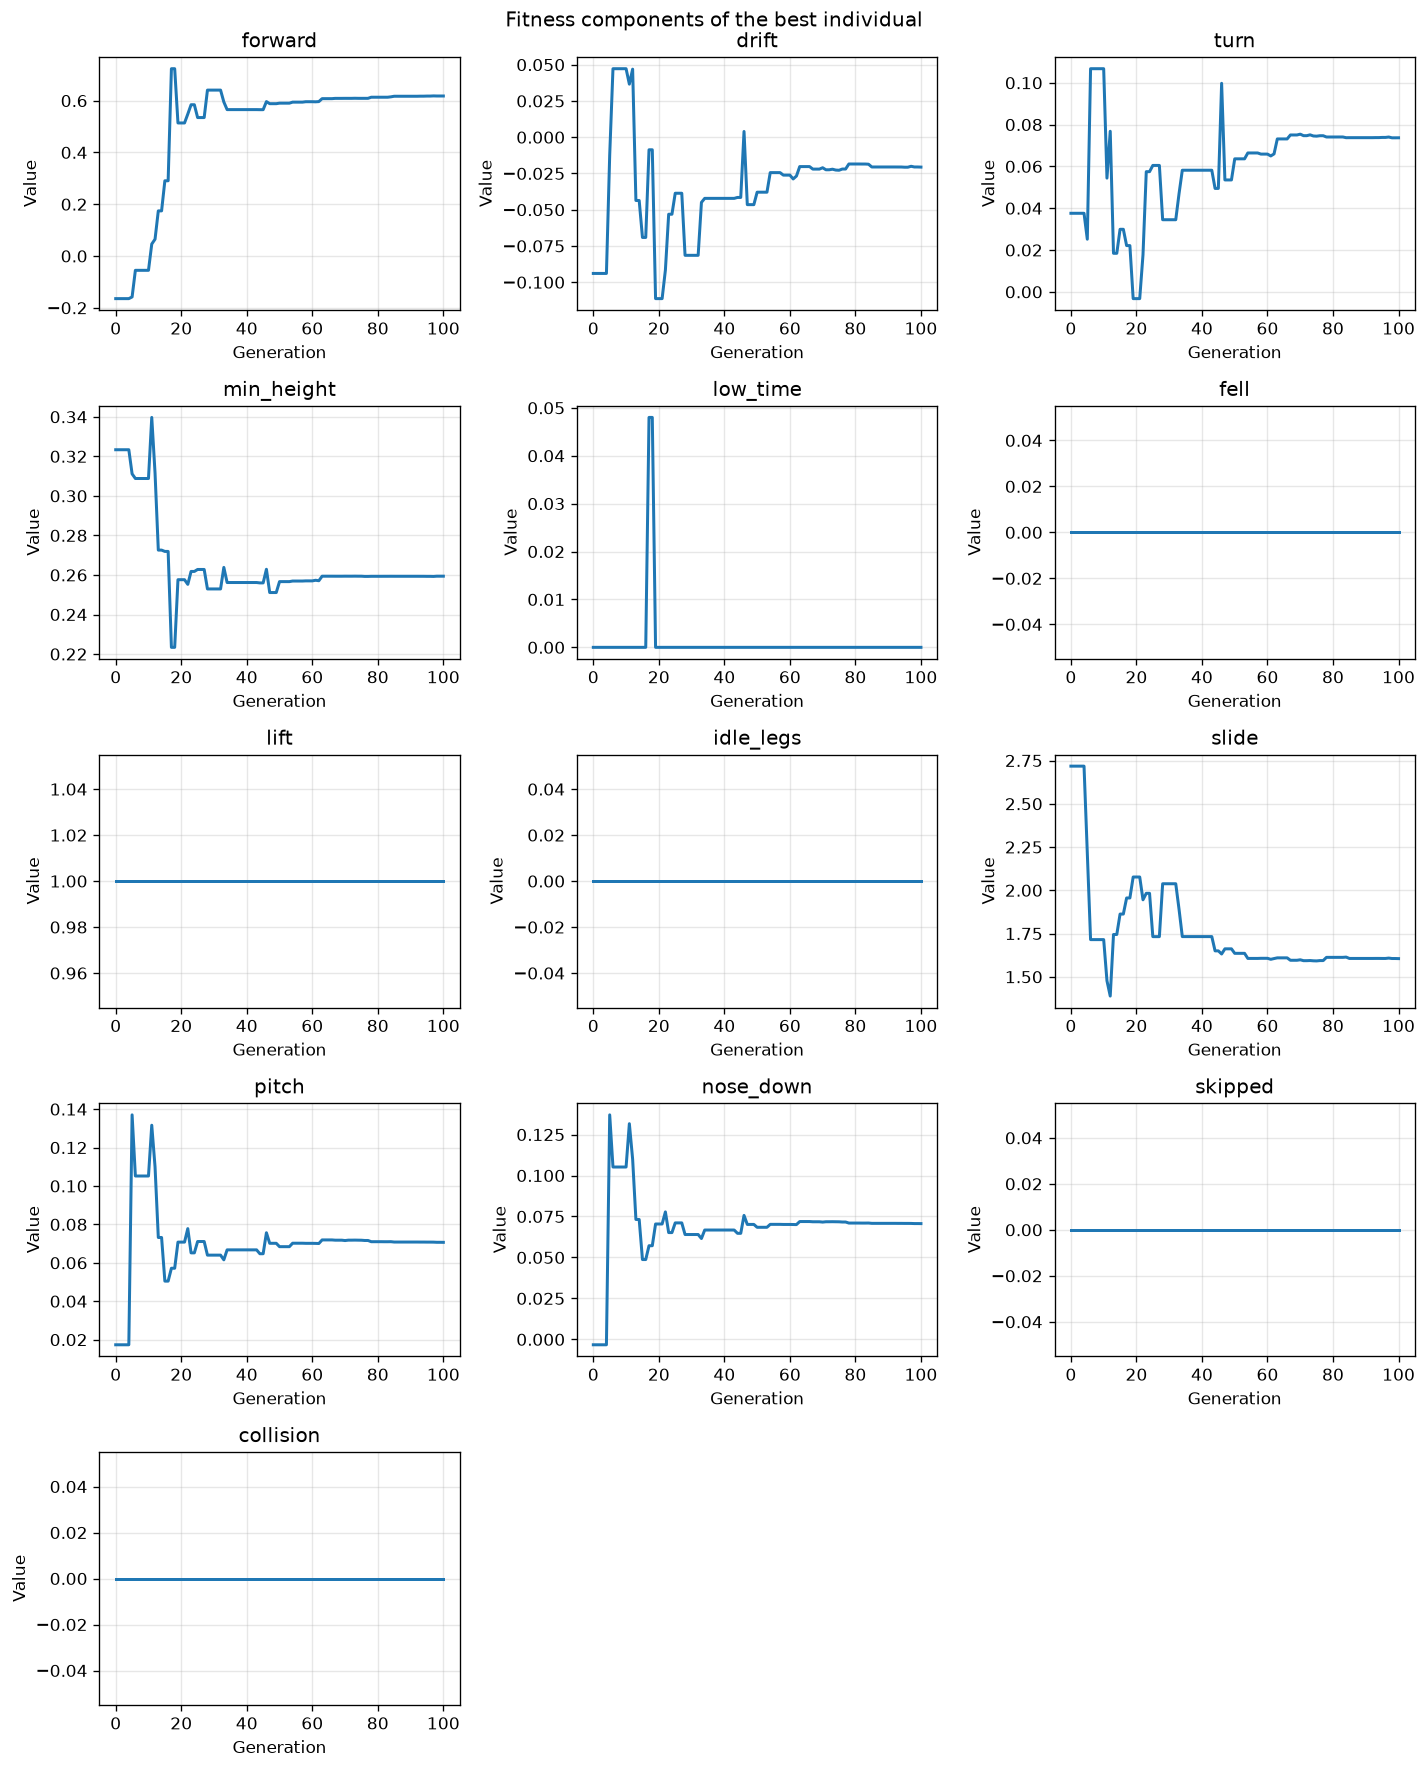 Fitness components of the best individual
forward
0.6
0.4
0.2
0.0
−0.2
Value
0 20 40 60 80 100
Generation
drift
0.050
0.025
0.000
−0.025
−0.050
−0.075
−0.100
Value
0 20 40 60 80 100
Generation
turn
0.10
0.08
0.06
0.04
0.02
0.00
Value
0 20 40 60 80 100
Generation
min_height
0.34
0.32
0.30
0.28
0.26
0.24
0.22
Value
0 20 40 60 80 100
Generation
low_time
0.05
0.04
0.03
0.02
0.01
0.00
Value
0 20 40 60 80 100
Generation
fell
0.04
0.02
0.00
−0.02
−0.04
Value
0 20 40 60 80 100
Generation
lift
1.04
1.02
1.00
0.98
0.96
Value
0 20 40 60 80 100
Generation
idle_legs
0.04
0.02
0.00
−0.02
−0.04
Value
0 20 40 60 80 100
Generation
slide
2.75
2.50
2.25
2.00
1.75
1.50
Value
0 20 40 60 80 100
Generation
pitch
0.14
0.12
0.10
0.08
0.06
0.04
0.02
Value
0 20 40 60 80 100
Generation
nose_down
0.125
0.100
0.075
0.050
0.025
0.000
Value
0 20 40 60 80 100
Generation
skipped
0.04
0.02
0.00
−0.02
−0.04
Value
0 20 40 60 80 100
Generation
collision
0.04
0.02
0.00
−0.02
−0.04
Value
0 20 40 60 80 100
Generation